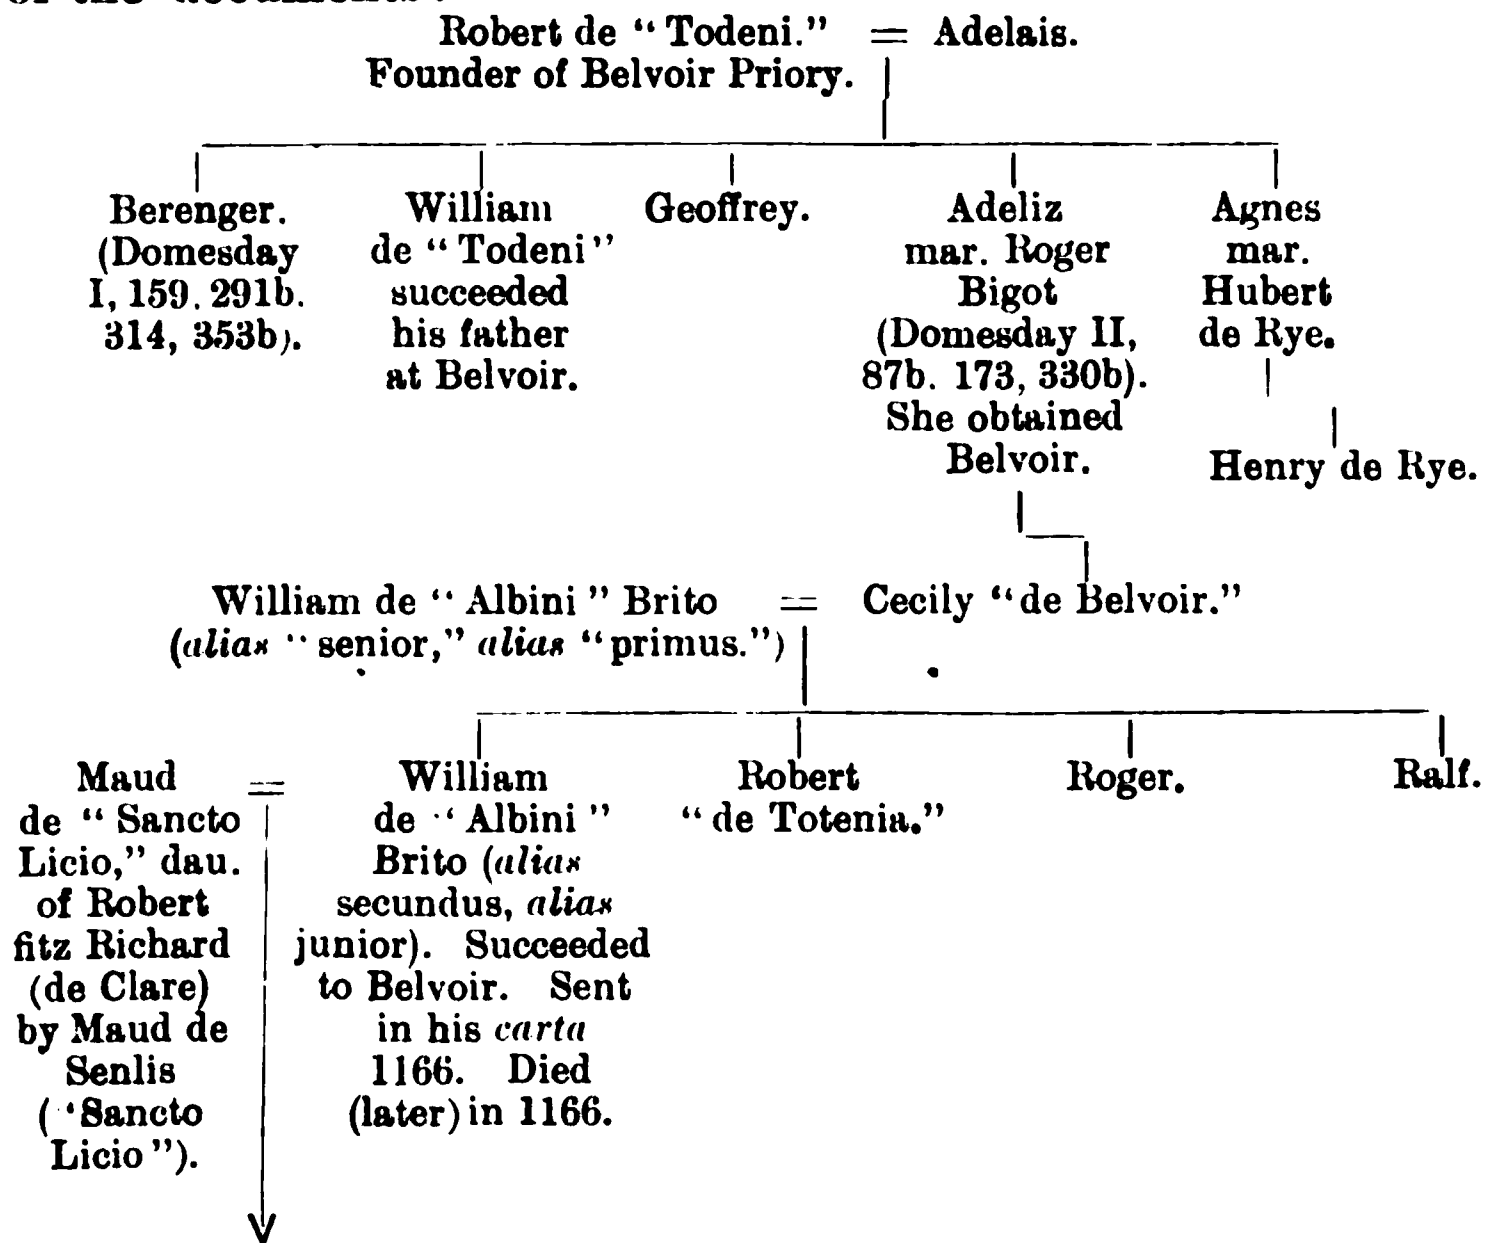 of the documents:
Robert de “Todeni.” = Adelais.
Founder of Belvoir Priory.
Berenger.
(Domesday
I, 159. 291b.
314, 353b).
William
de “Todeni”
succeeded
his father
at Belvoir.
Geoffrey.
Adeliz
mar. Roger
Bigot
(Domesday II,
87b. 173, 330b).
She obtained
Belvoir.
Agnes
mar.
Hubert
de Rye.
Henry de Rye.
William de “Albini” Brito = Cecily “de Belvoir.”
(alias “senior,” alias “primus.”)
Maud =
de “Sancto
Licio,” dau.
of Robert
fitz Richard
(de Clare)
by Maud de
Senlis
(“Sancto
Licio”).
William
de “Albini”
Brito (alias
secundus, alias
junior). Succeeded
to Belvoir. Sent
in his carta
1166. Died
(later) in 1166.
Robert
“de Totenia.”
Roger.
Ralf.